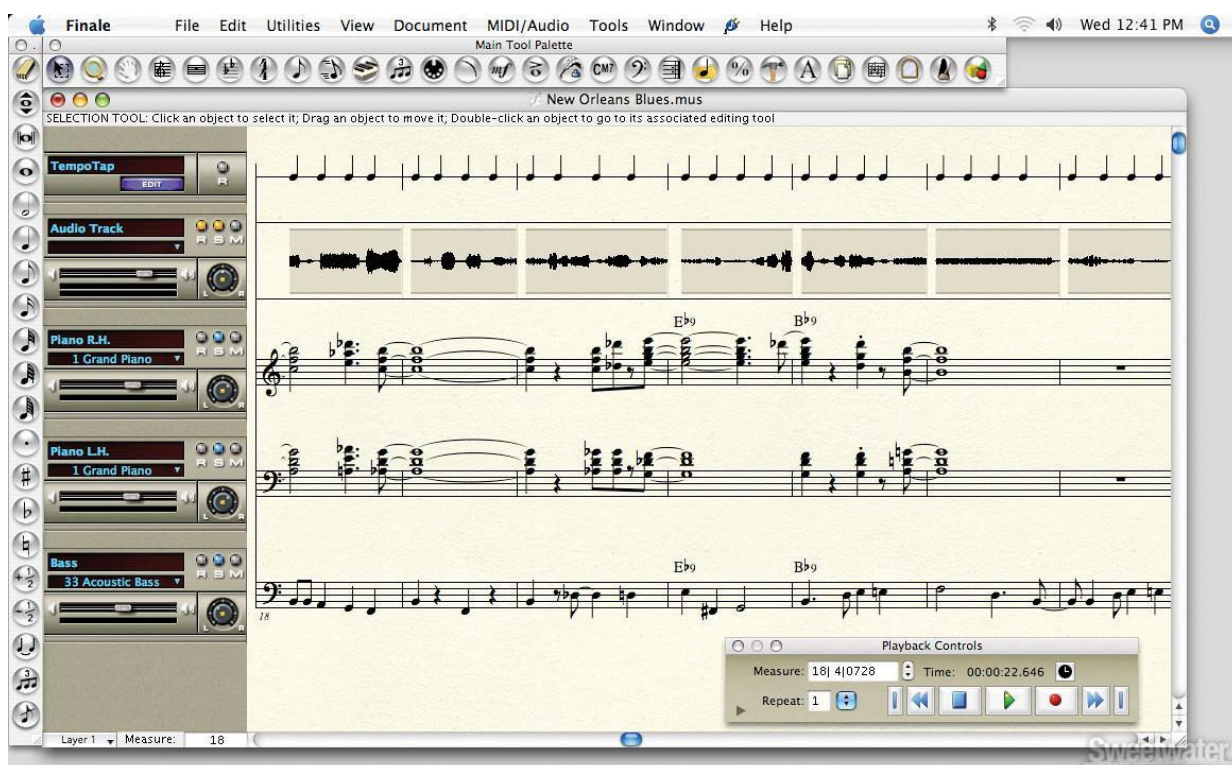 Finale File Edit Utilities View Document MIDI/Audio Tools Window Help Wed 12:41 PM
Main Tool Palette
mf CM7 % A
New Orleans Blues.mus
SELECTION TOOL: Click an object to select it; Drag an object to move it; Double-click an object to go to its associated editing tool
TempoTap
EDIT
R
Audio Track
R S M
L R
E♭9 B♭9
Piano R.H.
R S M
1 Grand Piano
L R
Piano L.H.
R S M
1 Grand Piano
L R
E♭9 B♭9
Bass
R S M
33 Acoustic Bass
L R
18
Playback Controls
Measure: 18| 4|0728 Time: 00:00:22.646
Repeat: 1
Layer 1 Measure: 18
Sweetwater